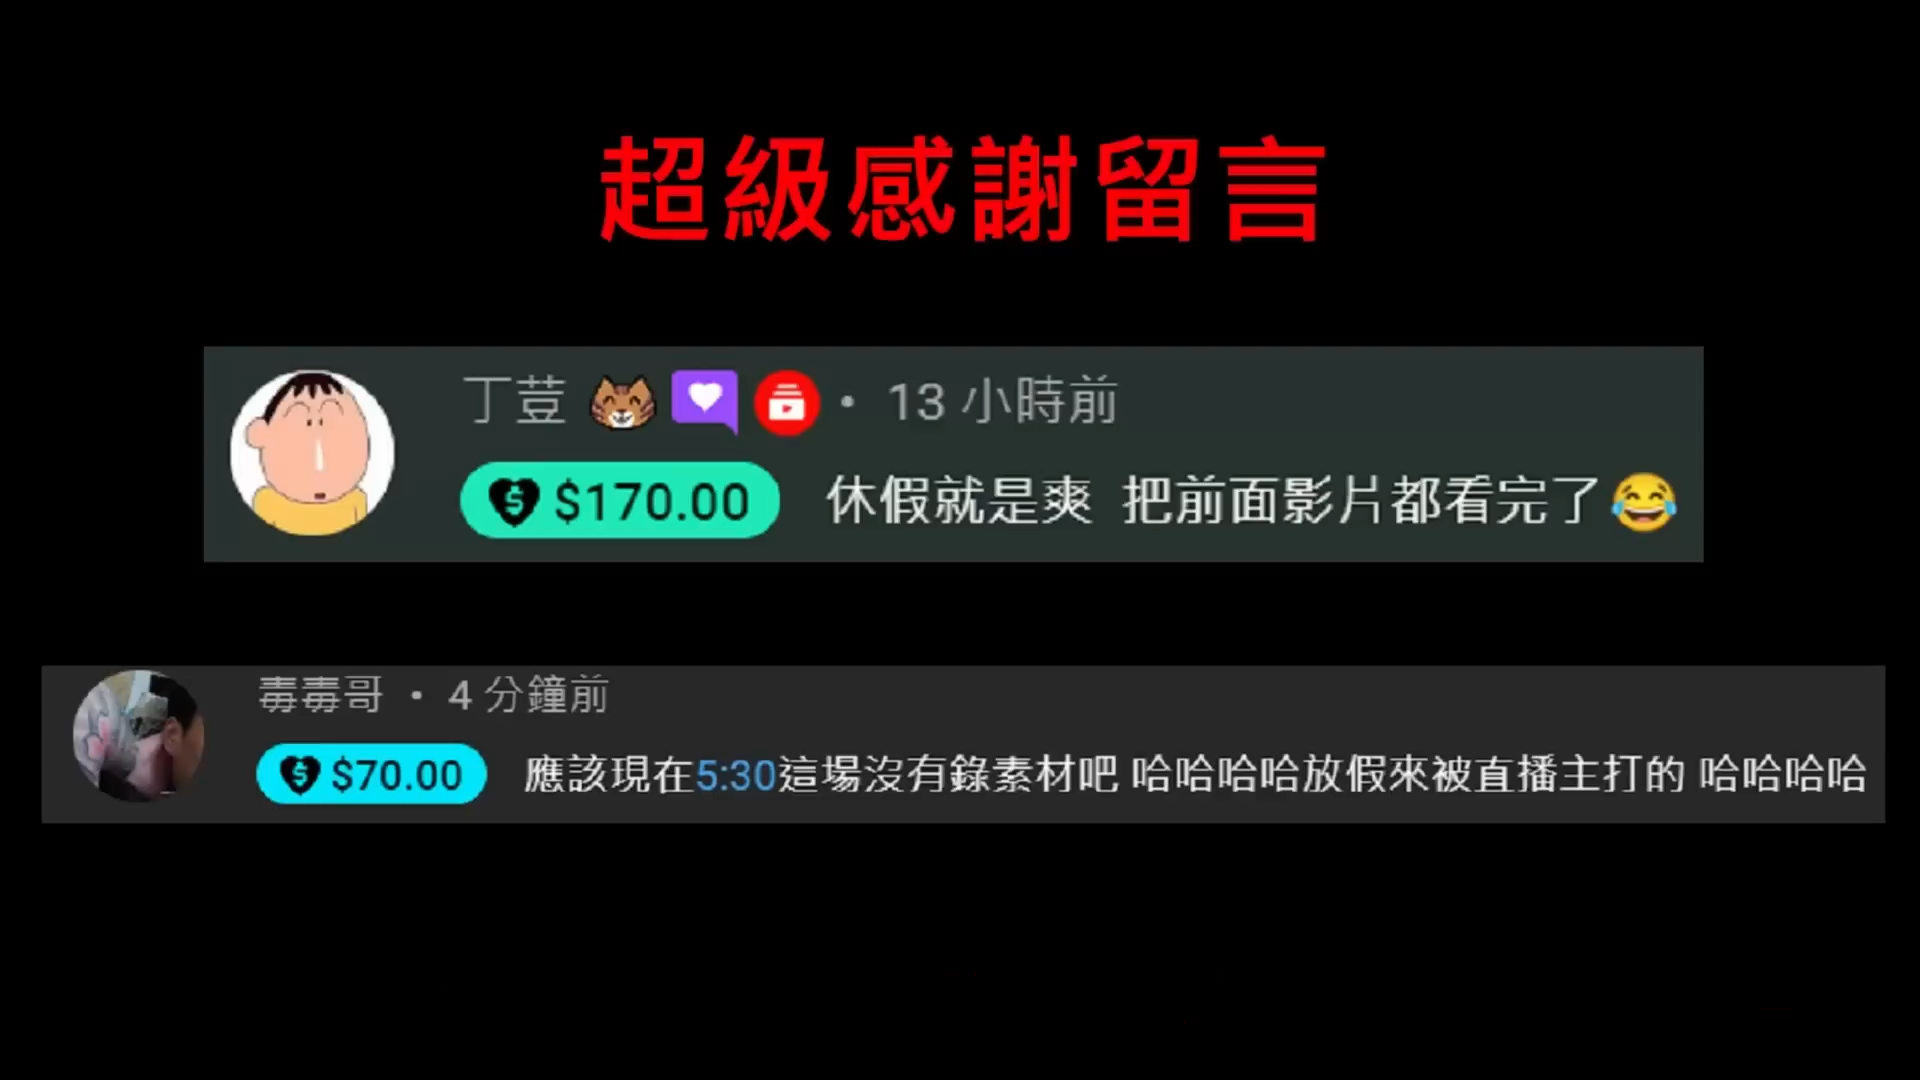 超級感謝留言
丁荳 • 13 小時前
$170.00 休假就是爽 把前面影片都看完了😂
毒毒哥 • 4 分鐘前
$70.00 應該現在5:30這場沒有錄素材吧 哈哈哈哈放假來被直播主打的 哈哈哈哈